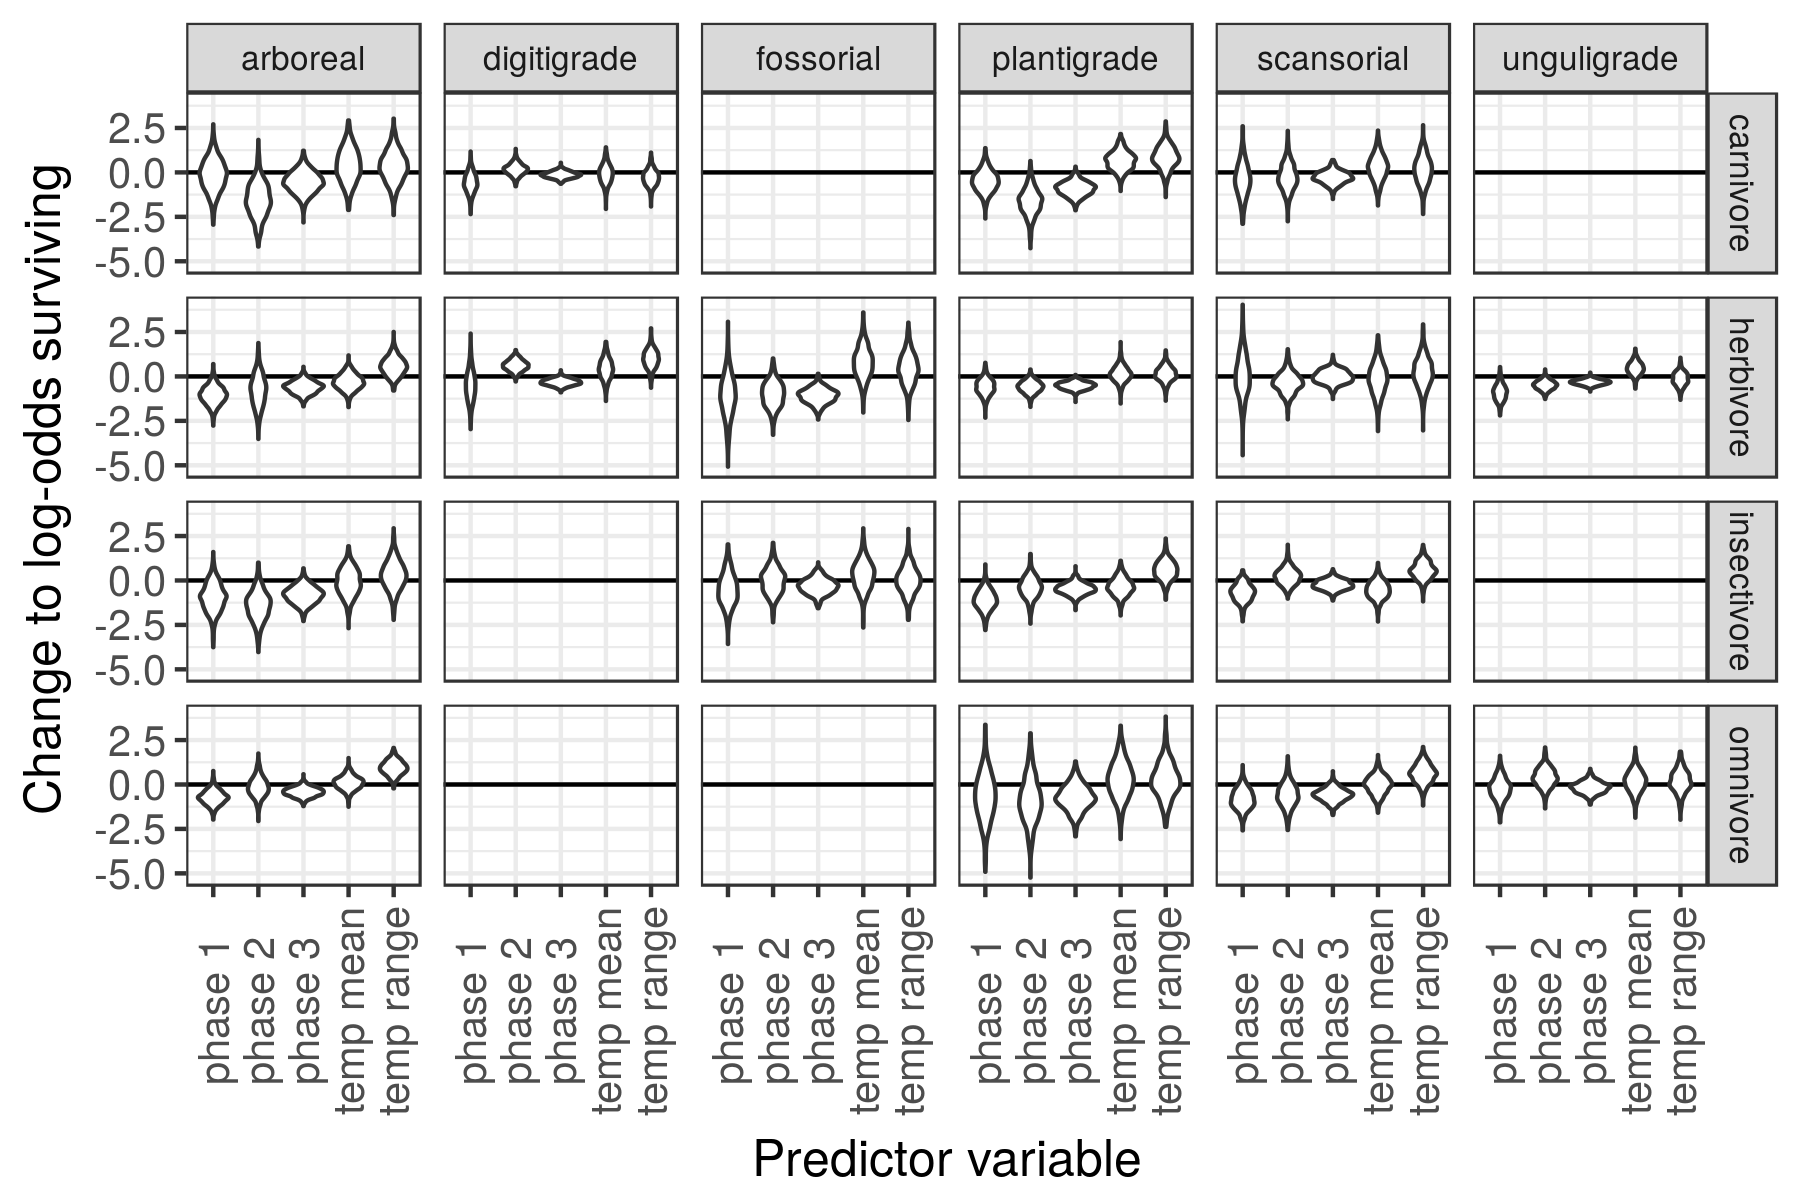 arboreal digitigrade fossorial plantigrade scansorial unguligrade
Change to log-odds surviving
2.5
0.0
-2.5
-5.0
carnivore
2.5
0.0
-2.5
-5.0
herbivore
2.5
0.0
-2.5
-5.0
insectivore
2.5
0.0
-2.5
-5.0
omnivore
phase 1
phase 2
phase 3
temp mean
temp range
phase 1
phase 2
phase 3
temp mean
temp range
phase 1
phase 2
phase 3
temp mean
temp range
phase 1
phase 2
phase 3
temp mean
temp range
phase 1
phase 2
phase 3
temp mean
temp range
phase 1
phase 2
phase 3
temp mean
temp range
Predictor variable